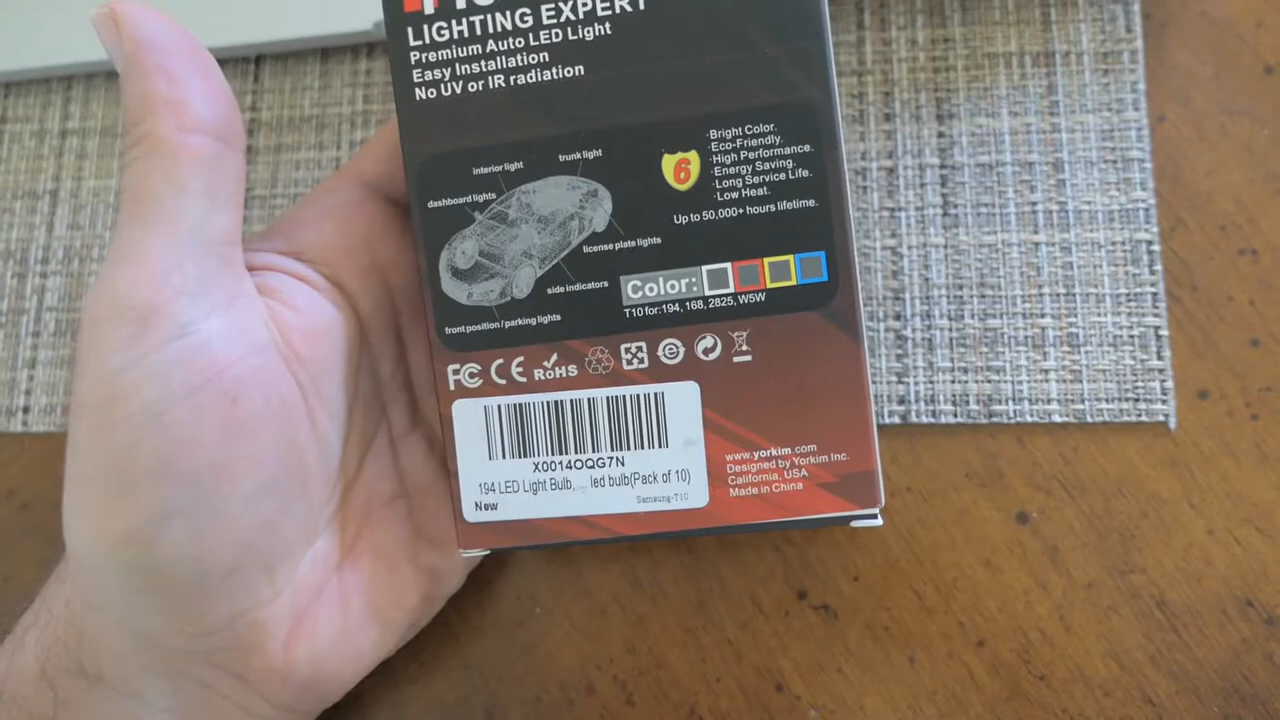 LIGHTING EXPERT
Premium Auto LED Light
Easy Installation
No UV or IR radiation
interior light
trunk light
dashboard lights
license plate lights
side indicators
front position / parking lights
6
·Bright Color.
·Eco-Friendly.
·High Performance.
·Energy Saving.
·Long Service Life.
·Low Heat.
Up to 50,000+ hours lifetime.
Color:
T10 for:194, 168, 2825, W5W
FC CE RoHS
X0014OQG7N
194 LED Light Bulb,... led bulb(Pack of 10)
New
Samsung-T10
www.yorkim.com
Designed by Yorkim Inc.
California, USA
Made in China